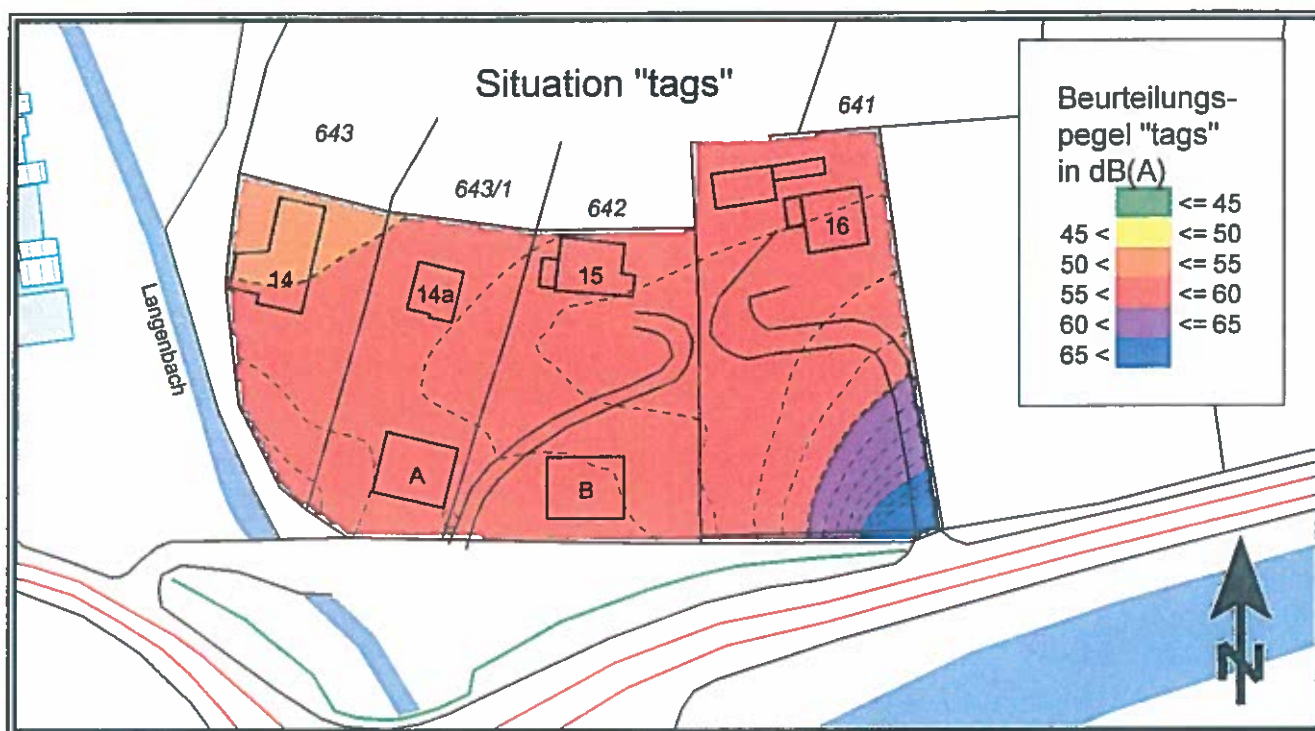 Situation "tags"
643
643/1
642
641
14
14a
15
16
A
B
Langenbach
Beurteilungs-
pegel "tags"
in dB(A)
<= 45
45 < <= 50
50 < <= 55
55 < <= 60
60 < <= 65
65 <
N